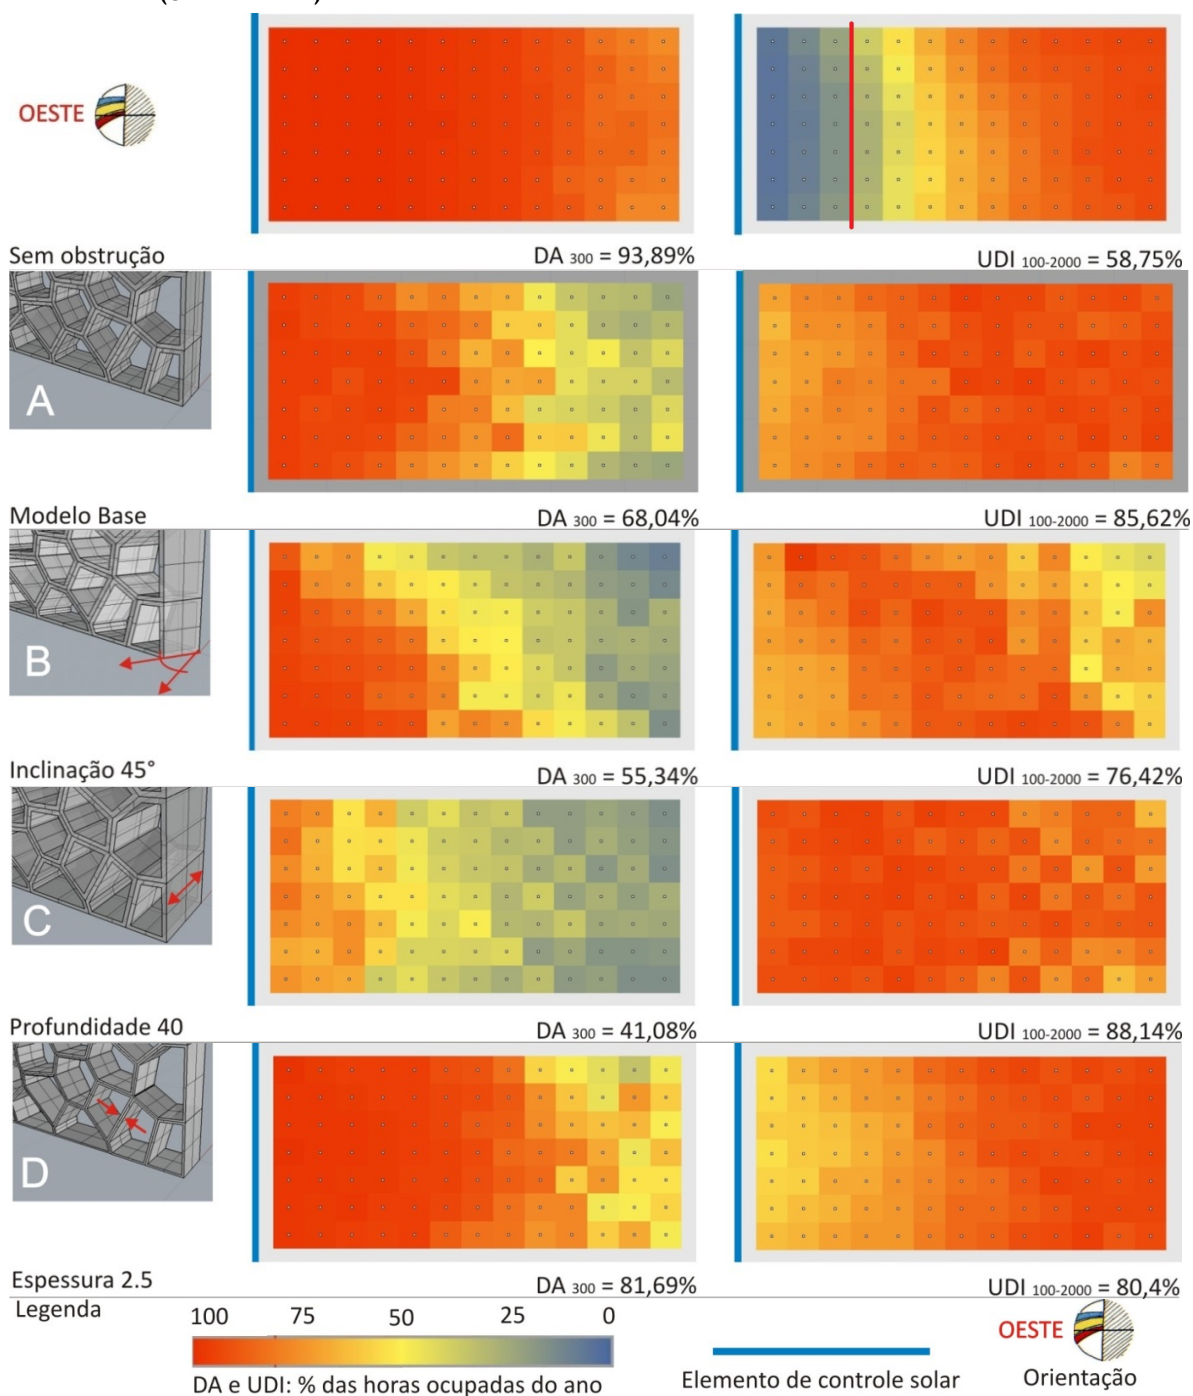 OESTE
Sem obstrução
DA 300 = 93,89%
UDI 100-2000 = 58,75%
A
Modelo Base
DA 300 = 68,04%
UDI 100-2000 = 85,62%
B
Inclinação 45°
DA 300 = 55,34%
UDI 100-2000 = 76,42%
C
Profundidade 40
DA 300 = 41,08%
UDI 100-2000 = 88,14%
D
Espessura 2.5
DA 300 = 81,69%
UDI 100-2000 = 80,4%
Legenda
100 75 50 25 0
DA e UDI: % das horas ocupadas do ano
Elemento de controle solar
OESTE
Orientação